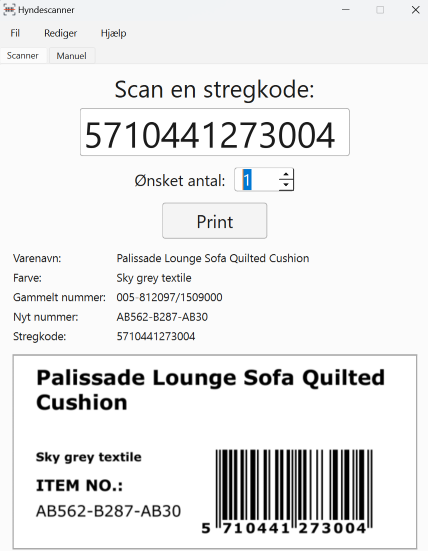 Hyndescanner
Fil Rediger Hjælp
Scanner Manuel
Scan en stregkode:
5710441273004
Ønsket antal: 1
Print
Varenavn: Palissade Lounge Sofa Quilted Cushion
Farve: Sky grey textile
Gammelt nummer: 005-812097/1509000
Nyt nummer: AB562-B287-AB30
Stregkode: 5710441273004
Palissade Lounge Sofa Quilted
Cushion
Sky grey textile
ITEM NO.:
AB562-B287-AB30
5 710441 273004